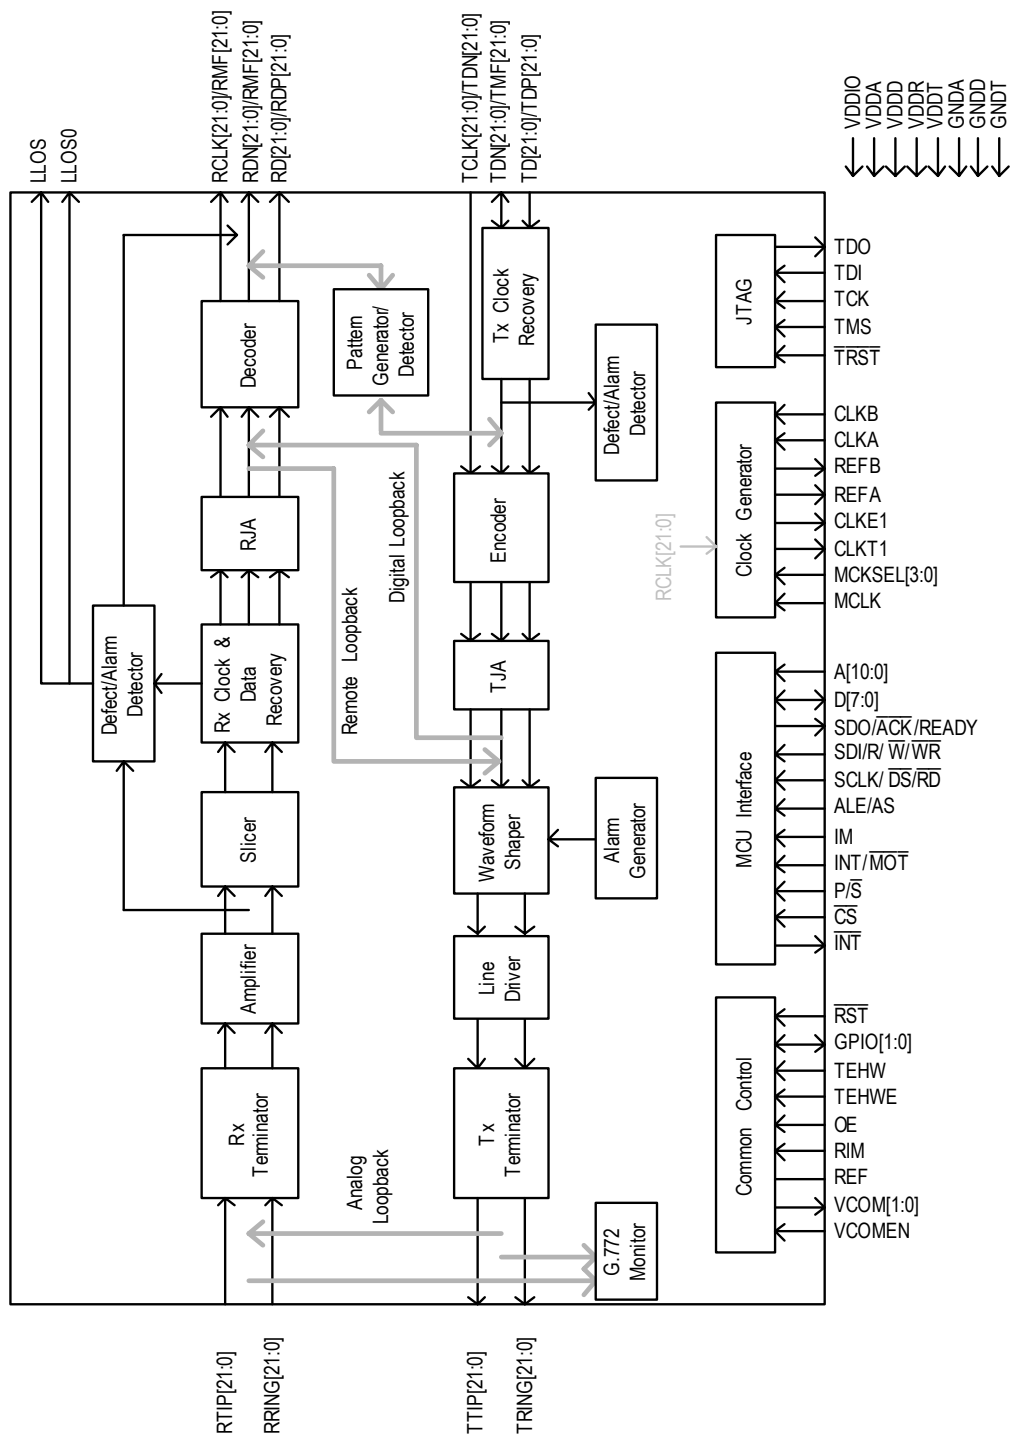 LLOS
LLOS0
RCLK[21:0]/RMF[21:0]
RDN[21:0]/RMF[21:0]
RD[21:0]/RDP[21:0]
TCLK[21:0]/TDN[21:0]
TDN[21:0]/TMF[21:0]
TD[21:0]/TDP[21:0]
VDDIO
VDDA
VDDD
VDDR
VDDT
GNDA
GNDD
GNDT
Decoder
Pattern
Generator/
Detector
Tx Clock
Recovery
Defect/Alarm
Detector
RJA
Digital Loopback
Encoder
Defect/Alarm
Detector
Rx Clock &
Data
Recovery
Remote Loopback
TJA
Slicer
Waveform
Shaper
Alarm
Generator
Amplifier
Line
Driver
Rx
Terminator
Analog
Loopback
Tx
Terminator
G.772
Monitor
RTIP[21:0]
RRING[21:0]
TTIP[21:0]
TRING[21:0]
JTAG
TDO
TDI
TCK
TMS
TRST
RCLK[21:0]
Clock Generator
CLKB
CLKA
REFB
REFA
CLKE1
CLKT1
MCKSEL[3:0]
MCLK
MCU Interface
A[10:0]
D[7:0]
SDO/ACK/READY
SDI/R/ W/WR
SCLK/ DS/RD
ALE/AS
IM
INT/MOT
P/S
CS
INT
Common Control
RST
GPIO[1:0]
TEHW
TEHWE
OE
RIM
REF
VCOM[1:0]
VCOMEN